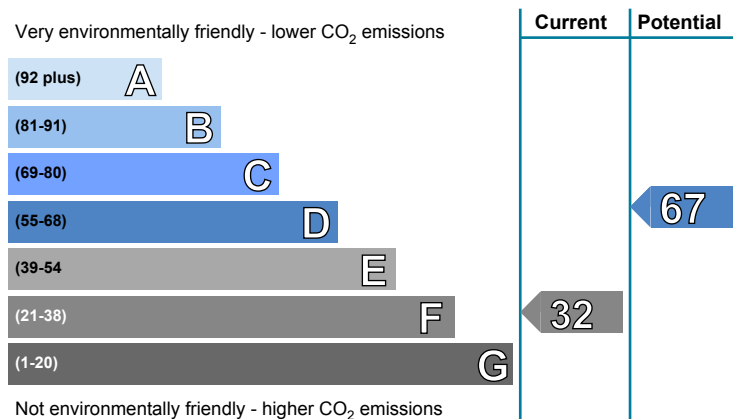 Current Potential
Very environmentally friendly - lower CO2 emissions
(92 plus) A
(81-91) B
(69-80) C
67
(55-68) D
(39-54 E
(21-38) F 32
(1-20) G
Not environmentally friendly - higher CO2 emissions